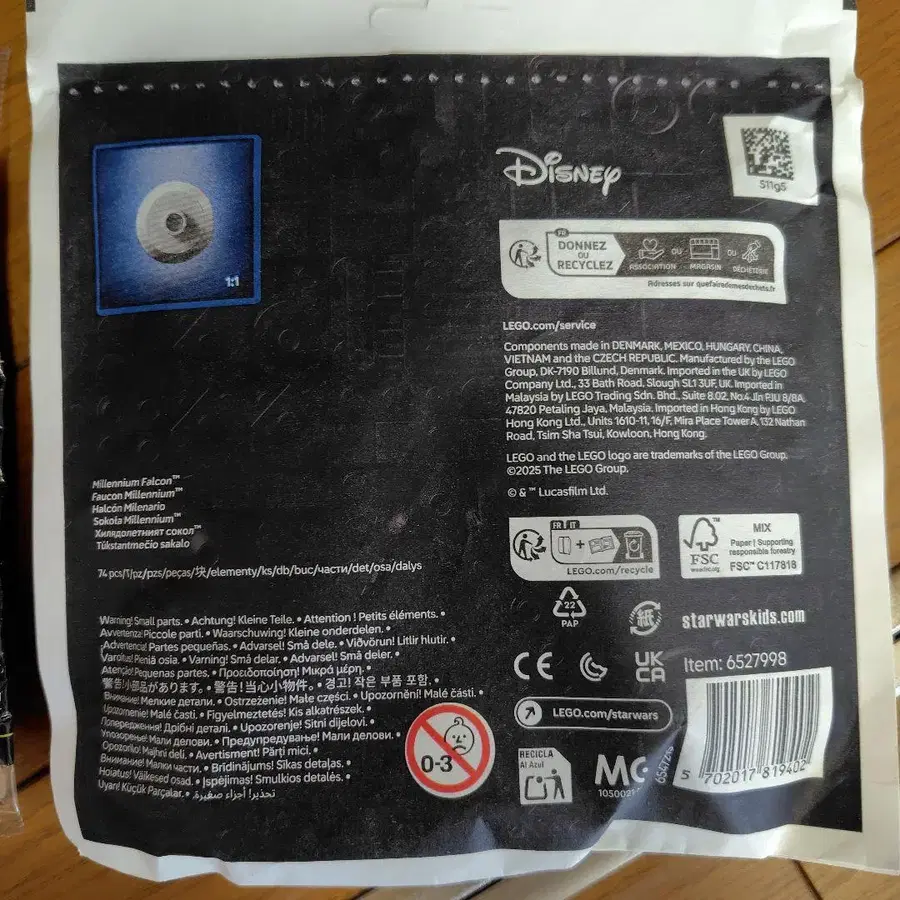 1:1
Disney
S11g5
FR
DONNEZ
OU
RECYCLEZ
ASSOCIATION
OU
MAGASIN
OU
DÉCHÈTERIE
Adresses sur quefairedemesdechets.fr
LEGO.com/service
Components made in DENMARK, MEXICO, HUNGARY, CHINA,
VIETNAM and the CZECH REPUBLIC. Manufactured by the LEGO
Group, DK-7190 Billund, Denmark. Imported in the UK by LEGO
Company Ltd., 33 Bath Road, Slough SL1 3UF, UK. Imported in
Malaysia by LEGO Trading Sdn. Bhd., Suite 8.02, No.4 Jln PJU 8/8A,
47820 Petaling Jaya, Malaysia. Imported in Hong Kong by LEGO
Hong Kong Ltd., Units 1610-11, 16/F, Mira Place Tower A, 132 Nathan
Road, Tsim Sha Tsui, Kowloon, Hong Kong.
LEGO and the LEGO logo are trademarks of the LEGO Group.
©2025 The LEGO Group.
© & ™ Lucasfilm Ltd.
Millennium Falcon™
Faucon Millennium™
Halcón Milenario
Sokoła Millennium™
Хилядолетният сокол™
Tūkstantmečio sakalo
74 pcs/T/pz/pzs/peças/块/elementy/ks/db/buc/части/det/osa/dalys
Warning! Small parts. • Achtung! Kleine Teile. • Attention ! Petits éléments. •
Avvertenza! Piccole parti. • Waarschuwing! Kleine onderdelen. •
¡Advertencia! Partes pequeñas. • Advarsel! Små dele. • Viðvörun! Litlir hlutir. •
Varoitus! Pieniä osia. • Varning! Små delar. • Advarsel! Små deler. •
Atenção! Pequenas partes. • Προειδοποίηση! Μικρά μέρη. •
警告!小部品があります。• 警告! 当心小物件。• 경고! 작은 부품 포함. •
Внимание! Мелкие детали. • Ostrzeżenie! Małe części. • Upozornění! Malé části. •
Upozornenie! Malé časti. • Figyelmeztetés! Kis alkatrészek. •
Попередження! Дрібні деталі. • Upozorenje! Sitni dijelovi. •
Упозорење! Мали делови. • Предупредување! Мали делови. •
Opozorilo! Majhni deli. • Avertisment! Părți mici. •
Внимание! Малки части. • Brīdinājums! Sīkas detaļas. •
Hoiatus! Väikesed osad. • Įspėjimas! Smulkios detalės. •
Uyarı! Küçük Parçalar. • تحذير! أجزاء صغيرة.
0-3
FR IT
LEGO.com/recycle
FSC
www.fsc.org
MIX
Paper | Supporting
responsible forestry
FSC™ C117818
22
PAP
紙
starwarskids.com
CE
UK
CA
Item: 6527998
LEGO.com/starwars
RECICLA
Al Azul
5 702017 819402